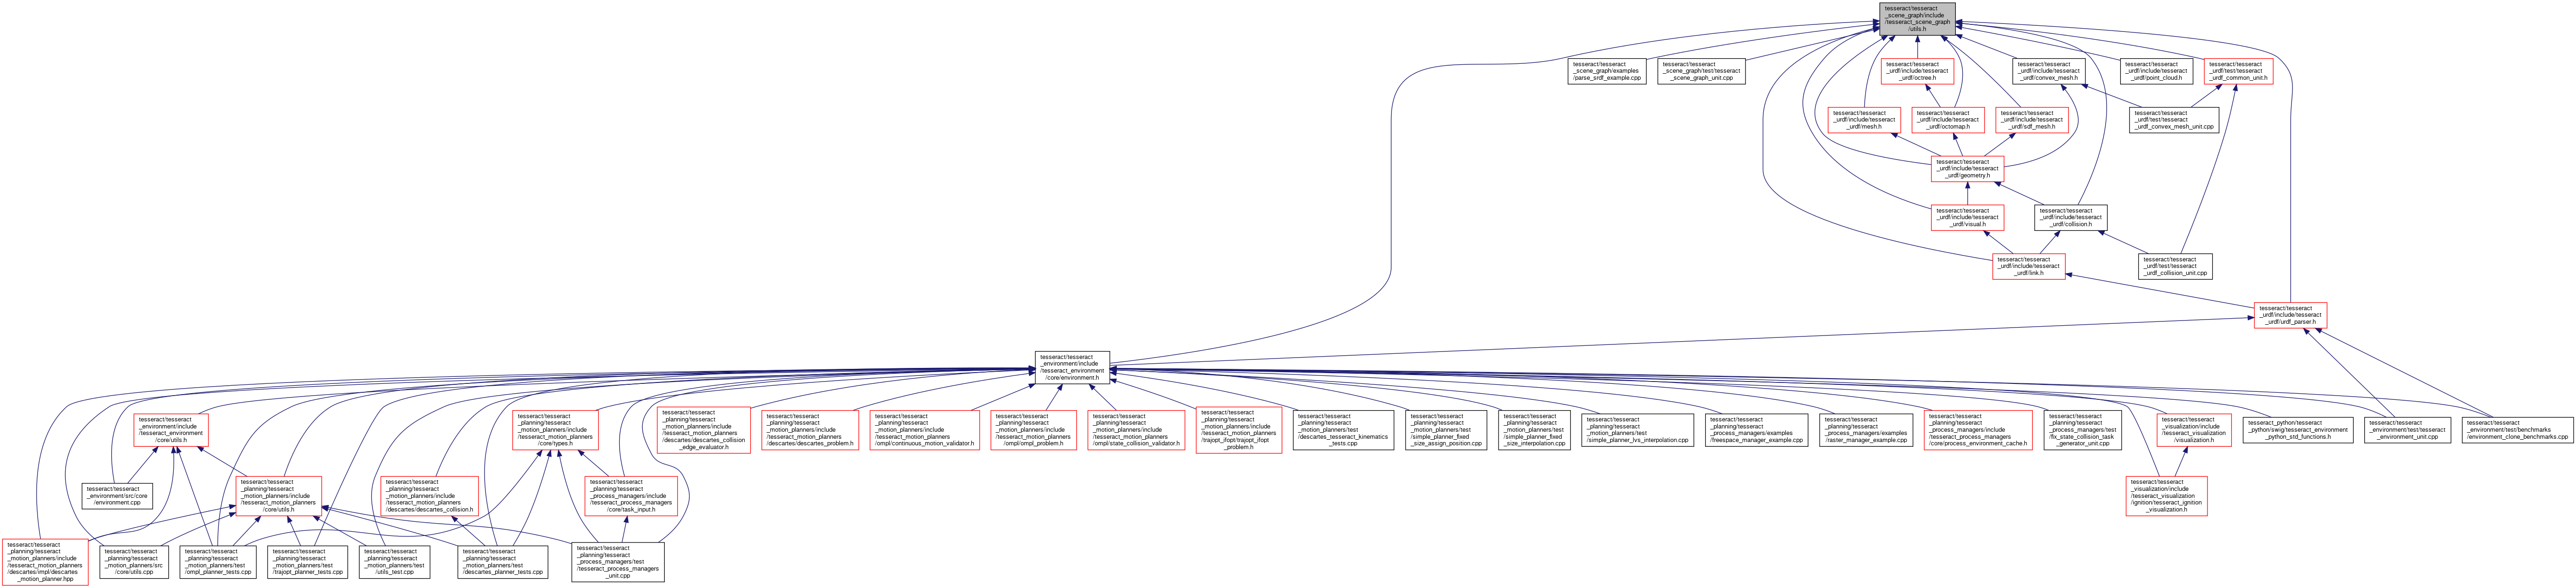 tesseract/tesseract
_scene_graph/include
/tesseract_scene_graph
/utils.h
tesseract/tesseract
_scene_graph/examples
/parse_srdf_example.cpp
tesseract/tesseract
_scene_graph/test/tesseract
_scene_graph_unit.cpp
tesseract/tesseract
_urdf/include/tesseract
_urdf/octree.h
tesseract/tesseract
_urdf/include/tesseract
_urdf/convex_mesh.h
tesseract/tesseract
_urdf/include/tesseract
_urdf/point_cloud.h
tesseract/tesseract
_urdf/test/tesseract
_urdf_common_unit.h
tesseract/tesseract
_urdf/include/tesseract
_urdf/mesh.h
tesseract/tesseract
_urdf/include/tesseract
_urdf/octomap.h
tesseract/tesseract
_urdf/include/tesseract
_urdf/sdf_mesh.h
tesseract/tesseract
_urdf/test/tesseract
_urdf_convex_mesh_unit.cpp
tesseract/tesseract
_urdf/include/tesseract
_urdf/geometry.h
tesseract/tesseract
_urdf/include/tesseract
_urdf/visual.h
tesseract/tesseract
_urdf/include/tesseract
_urdf/collision.h
tesseract/tesseract
_urdf/include/tesseract
_urdf/link.h
tesseract/tesseract
_urdf/test/tesseract
_urdf_collision_unit.cpp
tesseract/tesseract
_urdf/include/tesseract
_urdf/urdf_parser.h
tesseract/tesseract
_environment/include
/tesseract_environment
/core/environment.h
tesseract/tesseract
_environment/include
/tesseract_environment
/core/utils.h
tesseract/tesseract
_planning/tesseract
_motion_planners/include
/tesseract_motion_planners
/core/types.h
tesseract/tesseract
_planning/tesseract
_motion_planners/include
/tesseract_motion_planners
/descartes/descartes_collision
_edge_evaluator.h
tesseract/tesseract
_planning/tesseract
_motion_planners/include
/tesseract_motion_planners
/descartes/descartes_problem.h
tesseract/tesseract
_planning/tesseract
_motion_planners/include
/tesseract_motion_planners
/ompl/continuous_motion_validator.h
tesseract/tesseract
_planning/tesseract
_motion_planners/include
/tesseract_motion_planners
/ompl/ompl_problem.h
tesseract/tesseract
_planning/tesseract
_motion_planners/include
/tesseract_motion_planners
/ompl/state_collision_validator.h
tesseract/tesseract
_planning/tesseract
_motion_planners/include
/tesseract_motion_planners
/trajopt_ifopt/trajopt_ifopt
_problem.h
tesseract/tesseract
_planning/tesseract
_motion_planners/test
/descartes_tesseract_kinematics
_tests.cpp
tesseract/tesseract
_planning/tesseract
_motion_planners/test
/simple_planner_fixed
_size_assign_position.cpp
tesseract/tesseract
_planning/tesseract
_motion_planners/test
/simple_planner_fixed
_size_interpolation.cpp
tesseract/tesseract
_planning/tesseract
_motion_planners/test
/simple_planner_lvs_interpolation.cpp
tesseract/tesseract
_planning/tesseract
_process_managers/examples
/freespace_manager_example.cpp
tesseract/tesseract
_planning/tesseract
_process_managers/examples
/raster_manager_example.cpp
tesseract/tesseract
_planning/tesseract
_process_managers/include
/tesseract_process_managers
/core/process_environment_cache.h
tesseract/tesseract
_planning/tesseract
_process_managers/test
/fix_state_collision_task
_generator_unit.cpp
tesseract/tesseract
_visualization/include
/tesseract_visualization
/visualization.h
tesseract_python/tesseract
_python/swig/tesseract_environment
_python_std_functions.h
tesseract/tesseract
_environment/test/tesseract
_environment_unit.cpp
tesseract/tesseract
_environment/test/benchmarks
/environment_clone_benchmarks.cpp
tesseract/tesseract
_environment/src/core
/environment.cpp
tesseract/tesseract
_planning/tesseract
_motion_planners/include
/tesseract_motion_planners
/core/utils.h
tesseract/tesseract
_planning/tesseract
_motion_planners/include
/tesseract_motion_planners
/descartes/descartes_collision.h
tesseract/tesseract
_planning/tesseract
_process_managers/include
/tesseract_process_managers
/core/task_input.h
tesseract/tesseract
_visualization/include
/tesseract_visualization
/ignition/tesseract_ignition
_visualization.h
tesseract/tesseract
_planning/tesseract
_motion_planners/include
/tesseract_motion_planners
/descartes/impl/descartes
_motion_planner.hpp
tesseract/tesseract
_planning/tesseract
_motion_planners/src
/core/utils.cpp
tesseract/tesseract
_planning/tesseract
_motion_planners/test
/ompl_planner_tests.cpp
tesseract/tesseract
_planning/tesseract
_motion_planners/test
/trajopt_planner_tests.cpp
tesseract/tesseract
_planning/tesseract
_motion_planners/test
/utils_test.cpp
tesseract/tesseract
_planning/tesseract
_motion_planners/test
/descartes_planner_tests.cpp
tesseract/tesseract
_planning/tesseract
_process_managers/test
/tesseract_process_managers
_unit.cpp